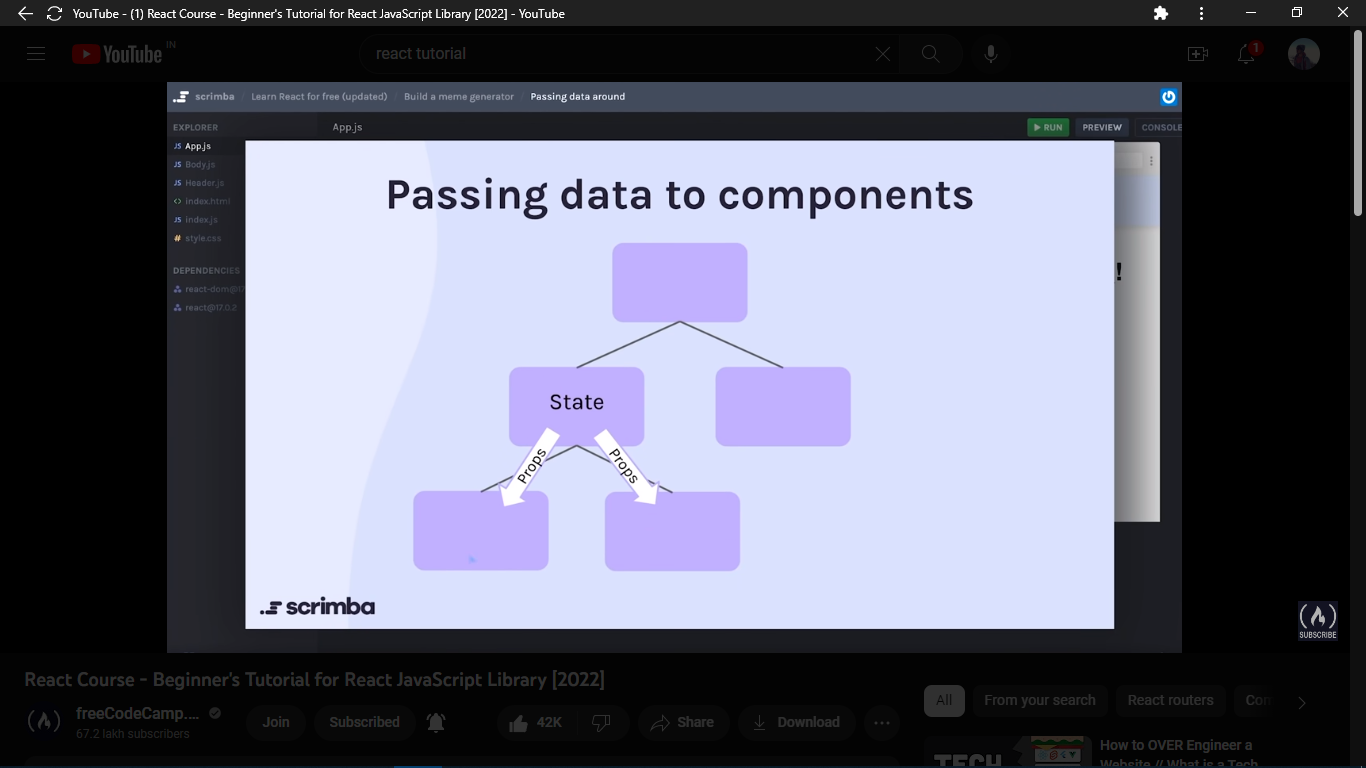 YouTube - (1) React Course - Beginner's Tutorial for React JavaScript Library [2022] - YouTube
YouTube IN
react tutorial
1
scrimba / Learn React for free (updated) / Build a meme generator / Passing data around
EXPLORER
App.js
RUN
PREVIEW
CONSOLE
JS App.js
JS Body.js
JS Header.js
<> index.html
JS index.js
# style.css
DEPENDENCIES
react-dom@17
react@17.0.2
!
Passing data to components
State
Props
Props
scrimba
SUBSCRIBE
React Course - Beginner's Tutorial for React JavaScript Library [2022]
freeCodeCamp....
67.2 lakh subscribers
Join
Subscribed
42K
Share
Download
...
All
From your search
React routers
How to OVER Engineer a
Website // What is a Tech
TECH